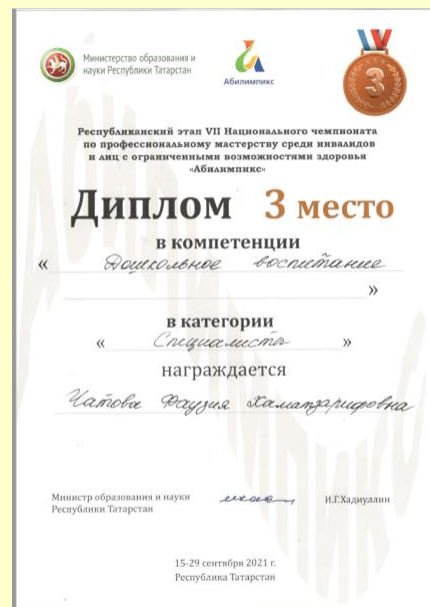 Министерство образования и
науки Республики Татарстан
Абилимпикс
3
Республиканский этап VII Национального чемпионата
по профессиональному мастерству среди инвалидов
и лиц с ограниченными возможностями здоровья
«Абилимпикс»
Диплом 3 место
в компетенции
« Дошкольное воспитание
»
в категории
« Специалисты »
награждается
Фаузия Хаматгарифовна
Министр образования и науки
Республики Татарстан
И.Г.Хадиуллин
15-29 сентября 2021 г.
Республика Татарстан